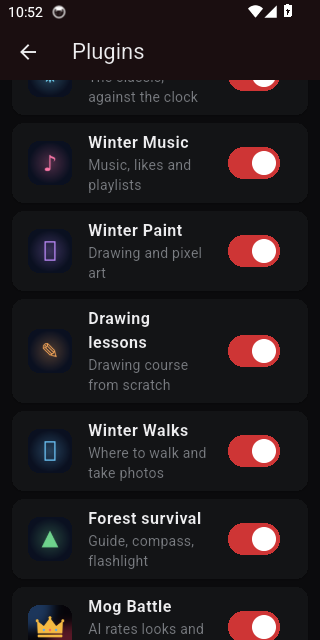 10:52
Plugins
The classic,
against the clock
Winter Music
Music, likes and
playlists
Winter Paint
Drawing and pixel
art
Drawing
lessons
Drawing course
from scratch
Winter Walks
Where to walk and
take photos
Forest survival
Guide, compass,
flashlight
Mog Battle
AI rates looks and